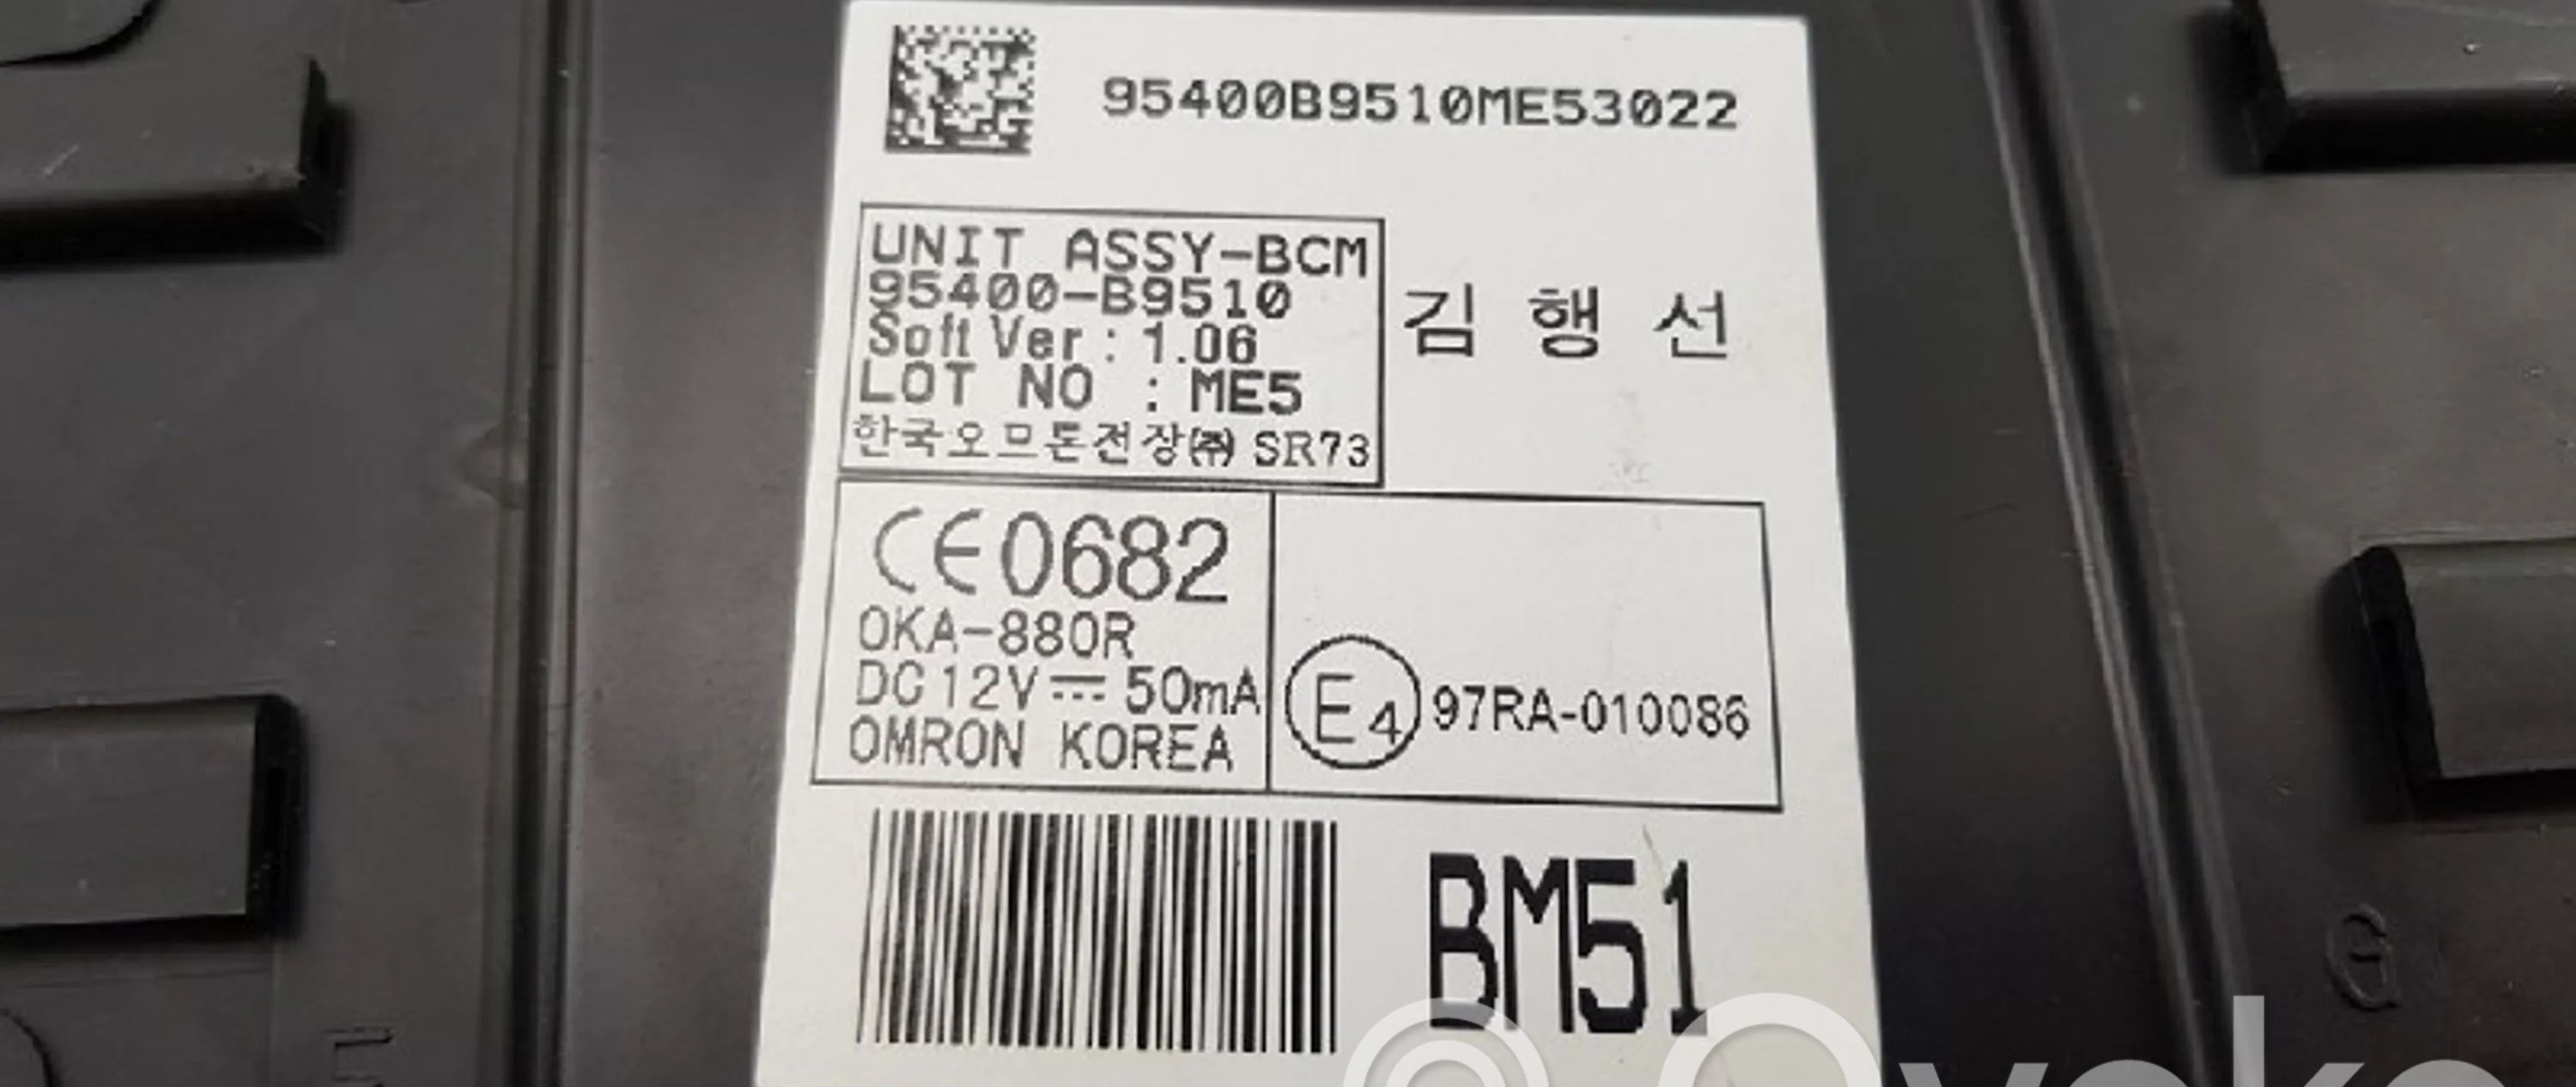 95400B9510ME53022
UNIT ASSY-BCM
95400-B9510
Soft Ver : 1.06
LOT NO : ME5
한국오므론전장㈜ SR73
김 행 선
CE0682
OKA-880R
DC 12V ⎓ 50mA
OMRON KOREA
E4 97RA-010086
BM51
E
G